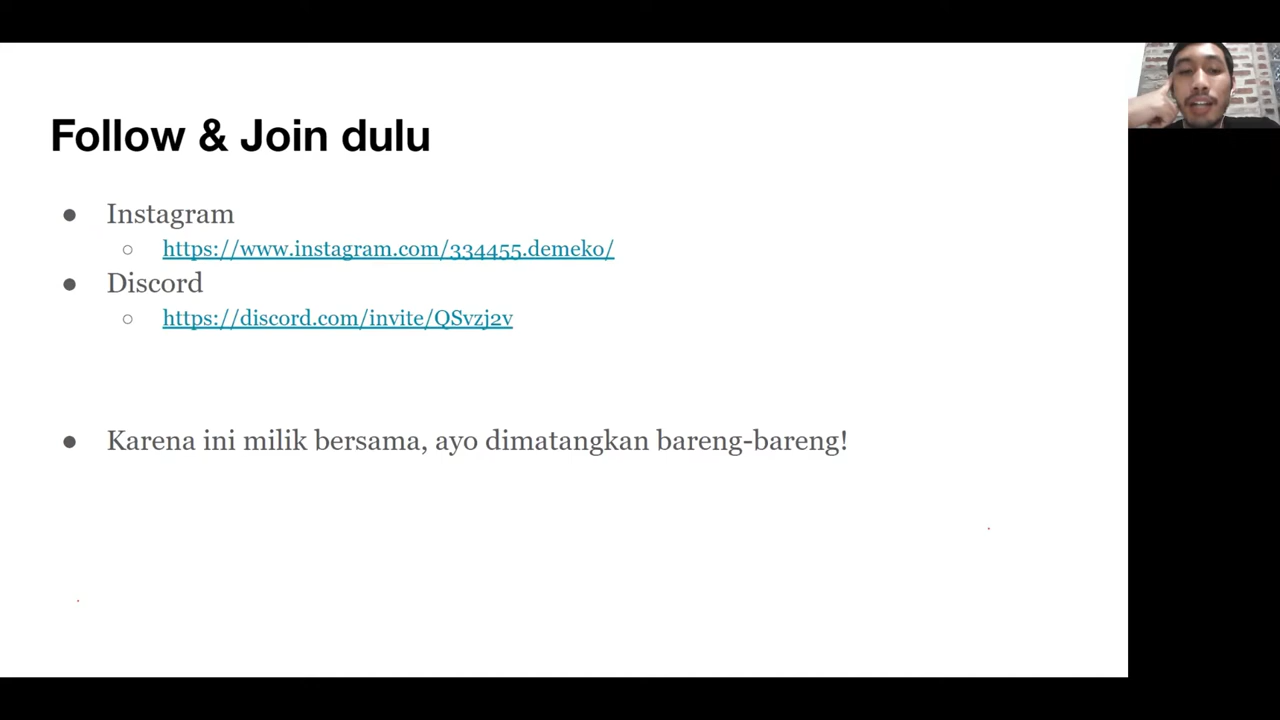 Follow & Join dulu
● Instagram
○ https://www.instagram.com/334455.demeko/
● Discord
○ https://discord.com/invite/QSvzj2v
● Karena ini milik bersama, ayo dimatangkan bareng-bareng!